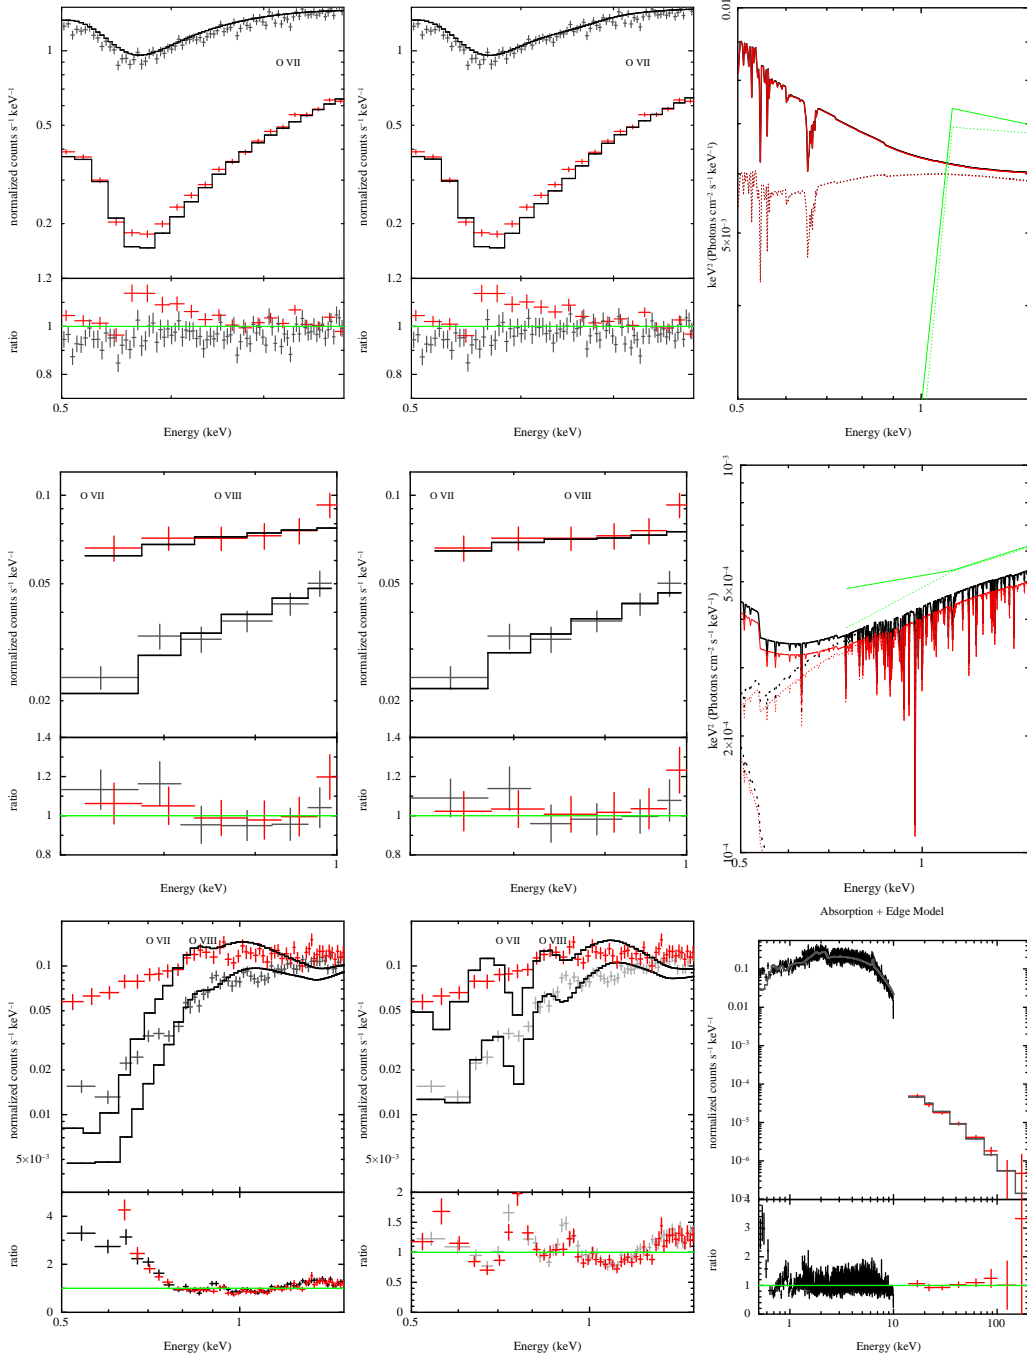 1
0.5
0.2
1.2
1
0.8
0.5
1
O VII
normalized counts s⁻¹ keV⁻¹
ratio
Energy (keV)
1
0.5
0.2
1.2
1
0.8
0.5
1
O VII
normalized counts s⁻¹ keV⁻¹
ratio
Energy (keV)
0.01
5×10⁻³
keV² (Photons cm⁻² s⁻¹ keV⁻¹)
0.5
1
Energy (keV)
0.1
0.05
0.02
1.4
1.2
1
0.8
1
O VII
O VIII
normalized counts s⁻¹ keV⁻¹
ratio
Energy (keV)
0.1
0.05
0.02
1.4
1.2
1
0.8
1
O VII
O VIII
normalized counts s⁻¹ keV⁻¹
ratio
Energy (keV)
10⁻³
5×10⁻⁴
2×10⁻⁴
10⁻⁴
keV² (Photons cm⁻² s⁻¹ keV⁻¹)
0.5
1
Energy (keV)
0.1
0.05
0.01
5×10⁻³
4
2
1
0
0.5
1
O VII
O VIII
normalized counts s⁻¹ keV⁻¹
ratio
Energy (keV)
0.1
0.05
0.01
5×10⁻³
2
1.5
1
0.5
0
0.5
1
O VII
O VIII
normalized counts s⁻¹ keV⁻¹
ratio
Energy (keV)
Absorption + Edge Model
0.1
0.01
10⁻³
10⁻⁴
10⁻⁵
10⁻⁶
10⁻⁷
3
2
1
0
1
10
100
normalized counts s⁻¹ keV⁻¹
ratio
Energy (keV)